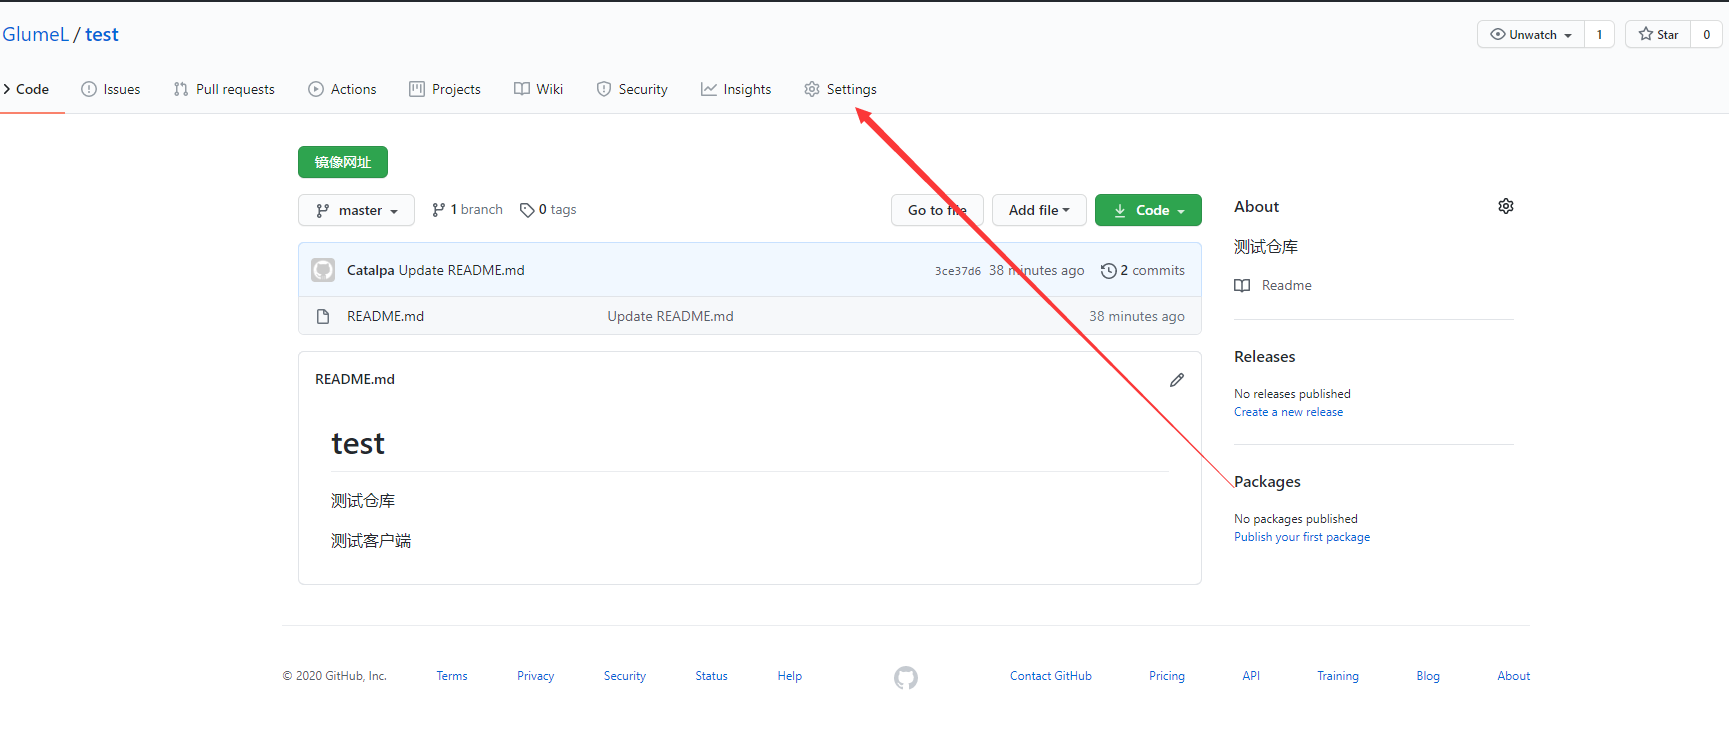 GlumeL / test
Unwatch 1 Star 0
Code Issues Pull requests Actions Projects Wiki Security Insights Settings
镜像网址
master 1 branch 0 tags Go to file Add file Code
Catalpa Update README.md 3ce37d6 38 minutes ago 2 commits
README.md Update README.md 38 minutes ago
README.md
test
测试仓库
测试客户端
About
测试仓库
Readme
Releases
No releases published
Create a new release
Packages
No packages published
Publish your first package
© 2020 GitHub, Inc. Terms Privacy Security Status Help Contact GitHub Pricing API Training Blog About